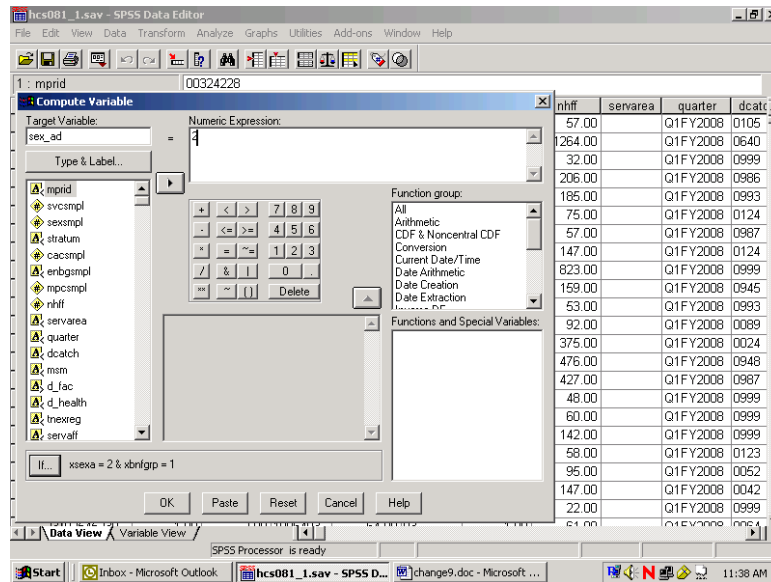 hcs081_1.sav - SPSS Data Editor
File Edit View Data Transform Analyze Graphs Utilities Add-ons Window Help
1 : mprid 00324228
Compute Variable
Target Variable:
sex_ad
=
Numeric Expression:
2
Type & Label...
mprid
svcsmpl
sexsmpl
stratum
cacsmpl
enbgsmpl
mpcsmpl
nhff
servarea
quarter
dcatch
msm
d_fac
d_health
tnexreg
servaff
+ < > 7 8 9
- <= >= 4 5 6
* = ~= 1 2 3
/ & | 0 .
** ~ () Delete
Function group:
All
Arithmetic
CDF & Noncentral CDF
Conversion
Current Date/Time
Date Arithmetic
Date Creation
Date Extraction
Functions and Special Variables:
If... xsexa = 2 & xbnfgrp = 1
OK Paste Reset Cancel Help
nhff servarea quarter dcatc
57.00 Q1FY2008 0105
1264.00 Q1FY2008 0640
32.00 Q1FY2008 0999
206.00 Q1FY2008 0986
185.00 Q1FY2008 0993
75.00 Q1FY2008 0124
57.00 Q1FY2008 0987
147.00 Q1FY2008 0124
823.00 Q1FY2008 0999
159.00 Q1FY2008 0945
53.00 Q1FY2008 0993
92.00 Q1FY2008 0089
375.00 Q1FY2008 0024
476.00 Q1FY2008 0948
427.00 Q1FY2008 0987
48.00 Q1FY2008 0999
60.00 Q1FY2008 0999
142.00 Q1FY2008 0999
58.00 Q1FY2008 0123
95.00 Q1FY2008 0052
147.00 Q1FY2008 0042
22.00 Q1FY2008 0999
61.00 Q1FY2008 0064
Data View Variable View
SPSS Processor is ready
Start Inbox - Microsoft Outlook hcs081_1.sav - SPSS D... change9.doc - Microsoft ... 11:38 AM